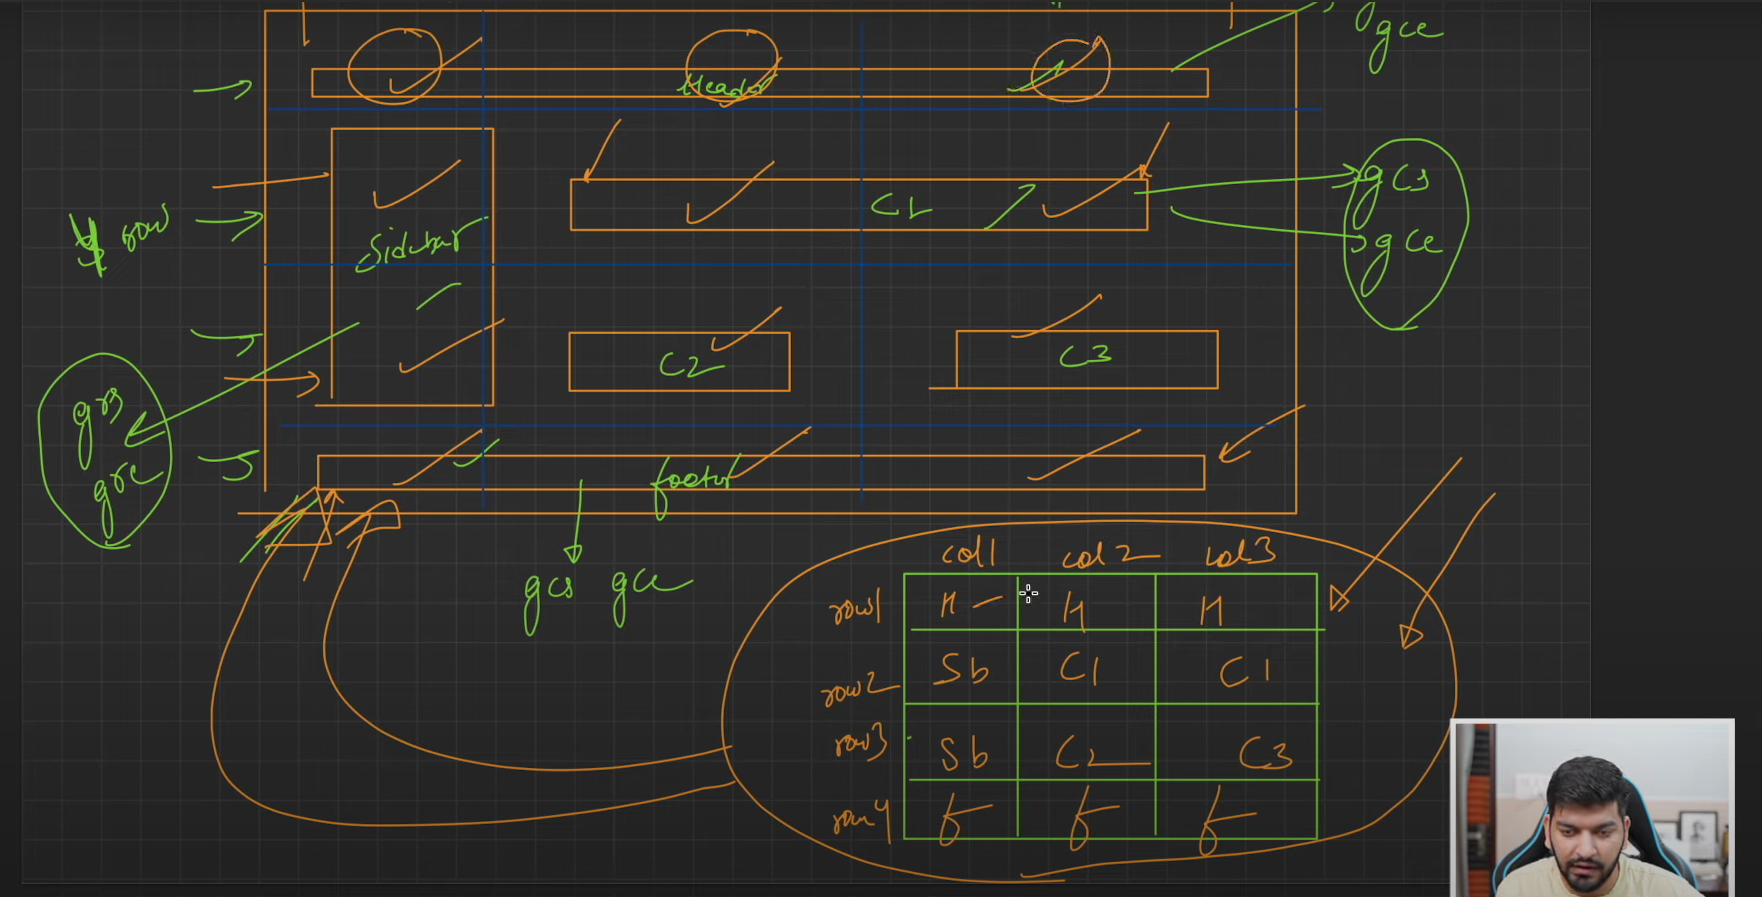 gce
Header
gcs
C1
row
Sidebar
gce
C2
C3
grs
gre
footer
gcs gce
col1 col2 col3
row1 H H H
row2 Sb C1 C1
row3 Sb C2 C3
row4 f f f